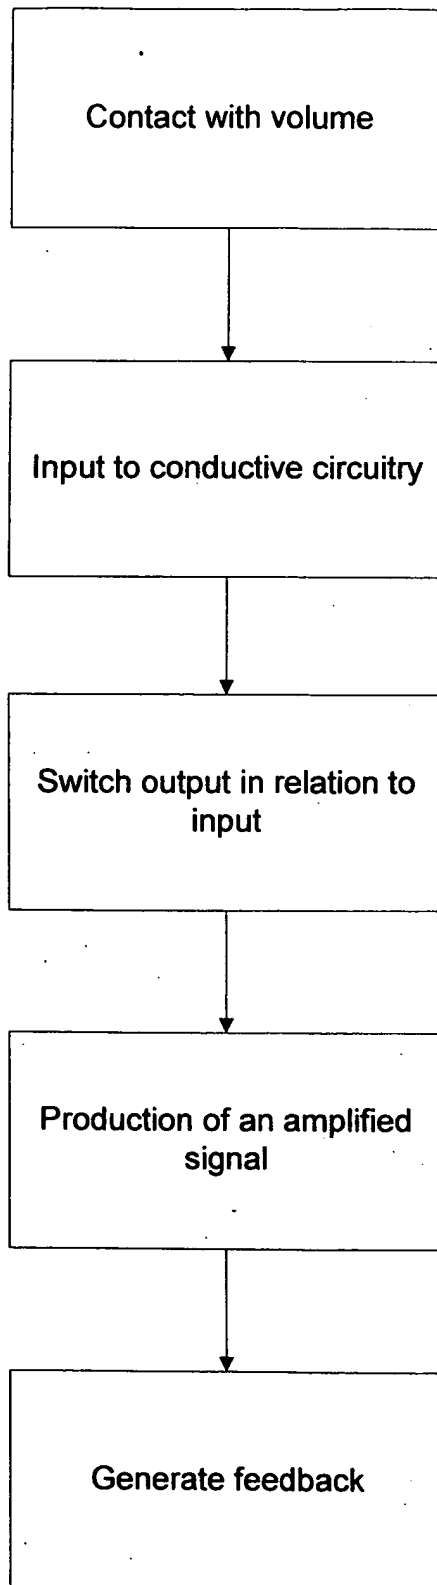 Contact with volume
Input to conductive circuitry
Switch output in relation to
input
Production of an amplified
signal
Generate feedback